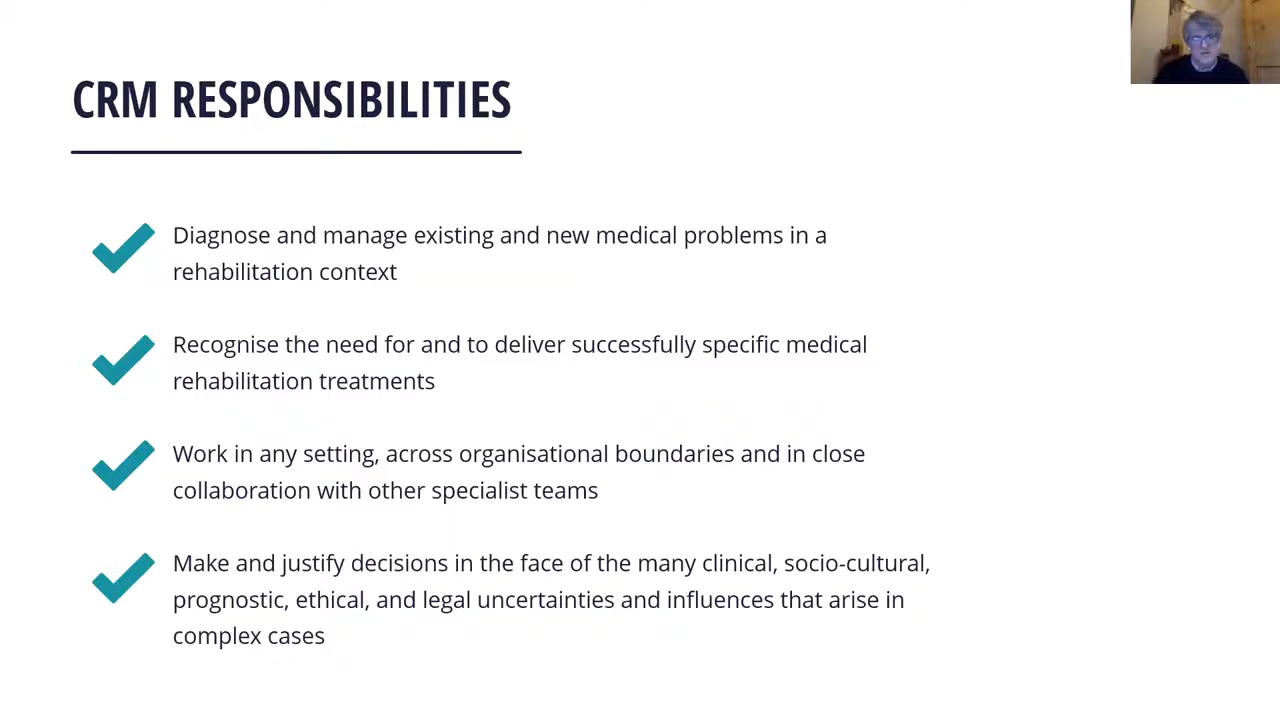 CRM RESPONSIBILITIES
Diagnose and manage existing and new medical problems in a
rehabilitation context
Recognise the need for and to deliver successfully specific medical
rehabilitation treatments
Work in any setting, across organisational boundaries and in close
collaboration with other specialist teams
Make and justify decisions in the face of the many clinical, socio-cultural,
prognostic, ethical, and legal uncertainties and influences that arise in
complex cases